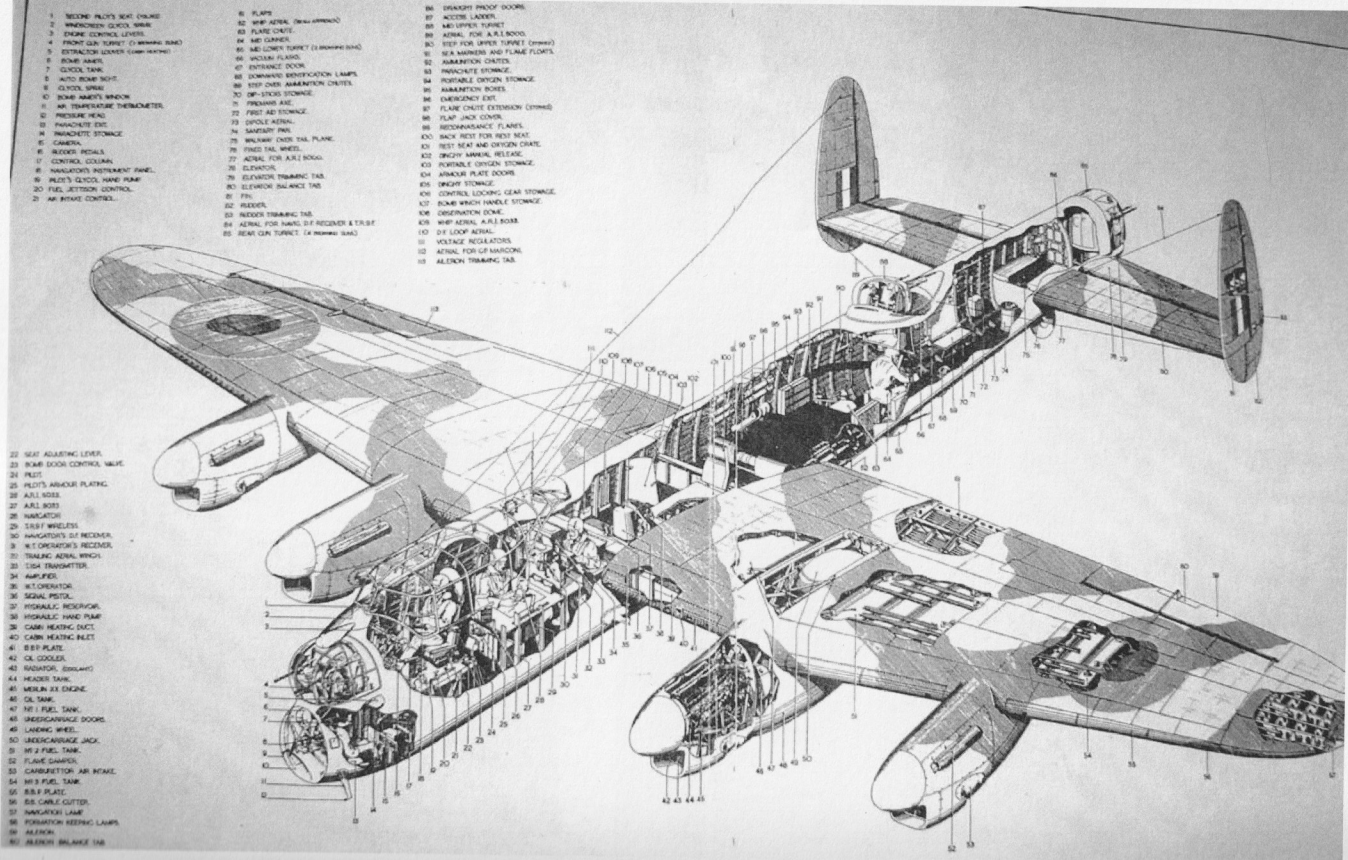 1 SECOND PILOT'S SEAT
2 WINDSCREEN GLYCOL SPRAY
3 ENGINE CONTROL LEVERS
4 FRONT GUN TURRET (2 BROWNING GUNS)
5 EXTRACTOR LOUVER (CABIN HEATING)
6 BOMB AIMER
7 GLYCOL TANK
8 AUTO BOMB SIGHT
9 GLYCOL SPRAY
10 BOMB AIMER'S WINDOW
11 AIR TEMPERATURE THERMOMETER
12 PRESSURE HEAD
13 PARACHUTE EXIT
14 PARACHUTE STOWAGE
15 CAMERA
16 RUDDER PEDALS
17 CONTROL COLUMN
18 NAVIGATOR'S INSTRUMENT PANEL
19 PILOT'S GLYCOL HAND PUMP
20 FUEL JETTISON CONTROL
21 AIR INTAKE CONTROL
22 SEAT ADJUSTING LEVER
23 BOMB DOOR CONTROL VALVE
24 PILOT
25 PILOT'S ARMOUR PLATING
26 A.R.I. 5033
27 A.R.I. 5033
28 NAVIGATOR
29 WIRELESS
30 NAVIGATOR'S D.F. RECEIVER
31 W.T. OPERATOR'S RECEIVER
32 TRAILING AERIAL WINCH
33 T.1154 TRANSMITTER
34 AMPLIFIER
35 W.T. OPERATOR
36 SIGNAL PISTOL
37 HYDRAULIC RESERVOIR
38 HYDRAULIC HAND PUMP
39 CABIN HEATING DUCT
40 CABIN HEATING INLET
41 B.B.P. PLATE
42 OIL COOLER
43 RADIATOR (COOLANT)
44 HEADER TANK
45 MERLIN XX ENGINE
46 OIL TANK
47 Nº 1 FUEL TANK
48 UNDERCARRIAGE DOORS
49 LANDING WHEEL
50 UNDERCARRIAGE JACK
51 Nº 2 FUEL TANK
52 FLAME DAMPER
53 CARBURETTOR AIR INTAKE
54 Nº 3 FUEL TANK
55 B.B.P. PLATE
56 B.B. CABLE CUTTER
57 NAVIGATION LAMP
58 FORMATION KEEPING LAMPS
59 AILERON
60 AILERON BALANCE TAB
61 FLAPS
62 WHIP AERIAL
63 FLARE CHUTE
64 MID GUNNER
65 MID LOWER TURRET (2 BROWNING GUNS)
66 VACUUM FLASKS
67 ENTRANCE DOOR
68 DOWNWARD IDENTIFICATION LAMPS
69 STEP OVER AMMUNITION CHUTES
70 DIP-STICKS STOWAGE
71 FIREMANS AXE
72 FIRST AID STOWAGE
73 DIPOLE AERIAL
74 SANITARY PAN
75 WALKWAY OVER TAIL PLANE
76 FIXED TAIL WHEEL
77 AERIAL FOR A.R.I. 5000
78 ELEVATOR
79 ELEVATOR TRIMMING TAB
80 ELEVATOR BALANCE TAB
81 FIN
82 RUDDER
83 RUDDER TRIMMING TAB
84 AERIAL FOR NAVIG. D.F. RECEIVER & T.R.9.F.
85 REAR GUN TURRET (4 BROWNING GUNS)
86 DRAUGHT PROOF DOORS
87 ACCESS LADDER
88 MID UPPER TURRET
89 AERIAL FOR A.R.I. 5000
90 STEP FOR UPPER TURRET (STOWED)
91 SEA MARKERS AND FLAME FLOATS
92 AMMUNITION CHUTES
93 PARACHUTE STOWAGE
94 PORTABLE OXYGEN STOWAGE
95 AMMUNITION BOXES
96 EMERGENCY EXIT
97 FLARE CHUTE EXTENSION (STOWED)
98 FLAP JACK COVER
99 RECONNAISANCE FLARES
100 BACK REST FOR REST SEAT
101 REST SEAT AND OXYGEN CRATE
102 DINGHY MANUAL RELEASE
103 PORTABLE OXYGEN STOWAGE
104 ARMOUR PLATE DOORS
105 DINGHY STOWAGE
106 CONTROL LOCKING GEAR STOWAGE
107 BOMB WINCH HANDLE STOWAGE
108 OBSERVATION DOME
109 WHIP AERIAL A.R.I. 5033
110 D.F. LOOP AERIAL
111 VOLTAGE REGULATORS
112 AERIAL FOR G.P. MARCONI
113 AILERON TRIMMING TAB